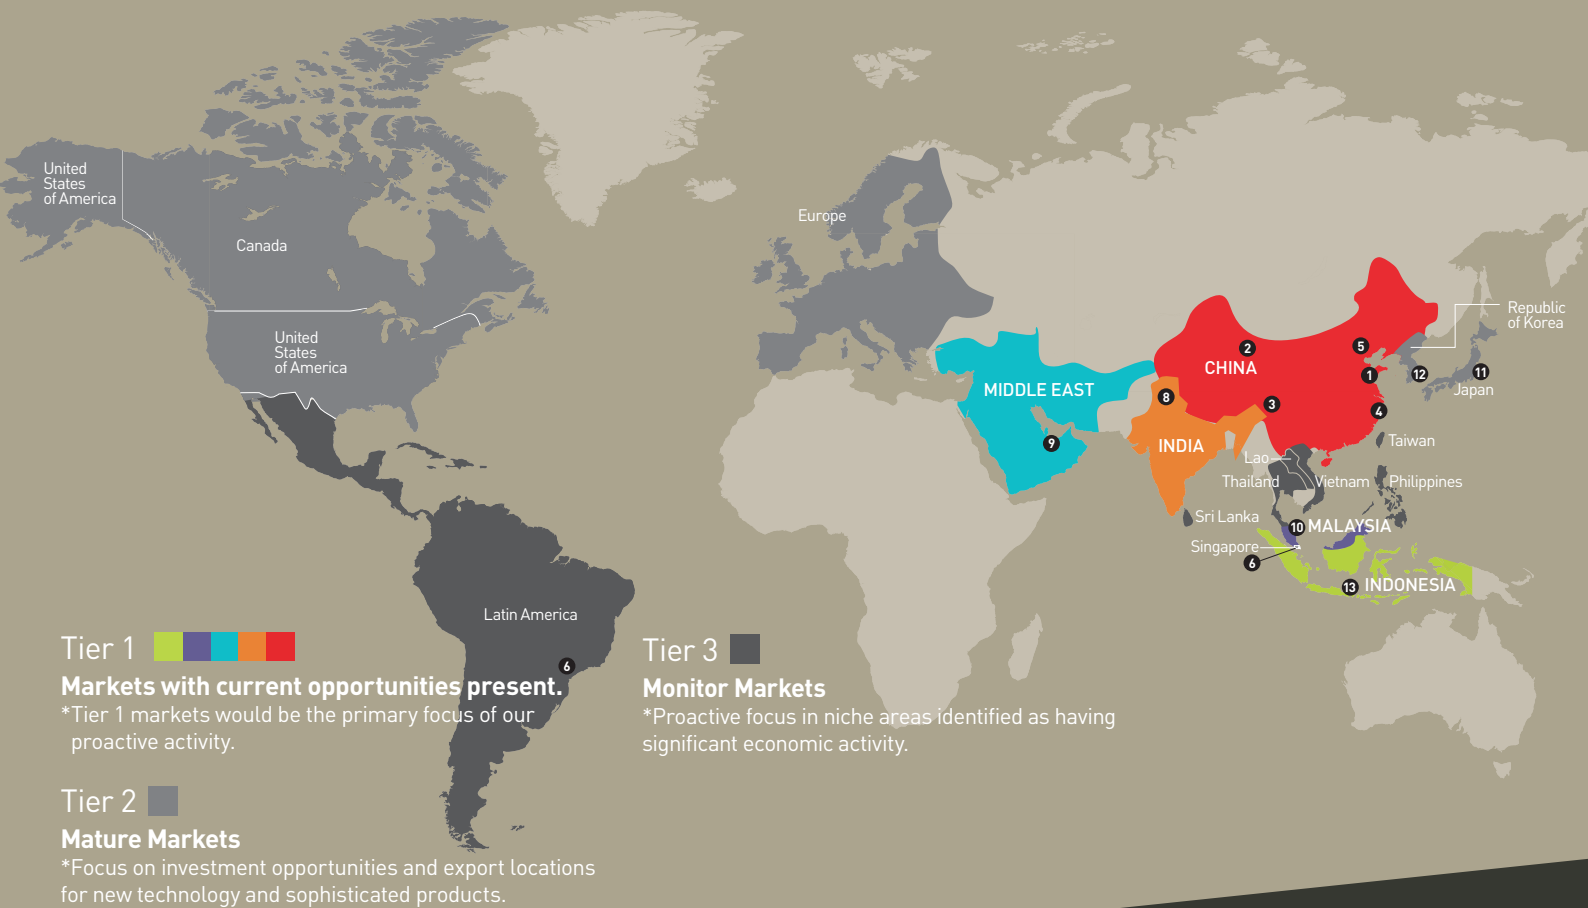 United
States
of America
Canada
United
States
of America
Latin America
6
Europe
MIDDLE EAST
9
CHINA
2
5
1
3
4
8
INDIA
Republic
of Korea
12
11
Japan
Taiwan
Lao
Thailand
Vietnam
Philippines
Sri Lanka
10
MALAYSIA
Singapore
6
13
INDONESIA
Tier 1
Markets with current opportunities present.
*Tier 1 markets would be the primary focus of our
proactive activity.
Tier 2
Mature Markets
*Focus on investment opportunities and export locations
for new technology and sophisticated products.
Tier 3
Monitor Markets
*Proactive focus in niche areas identified as having
significant economic activity.